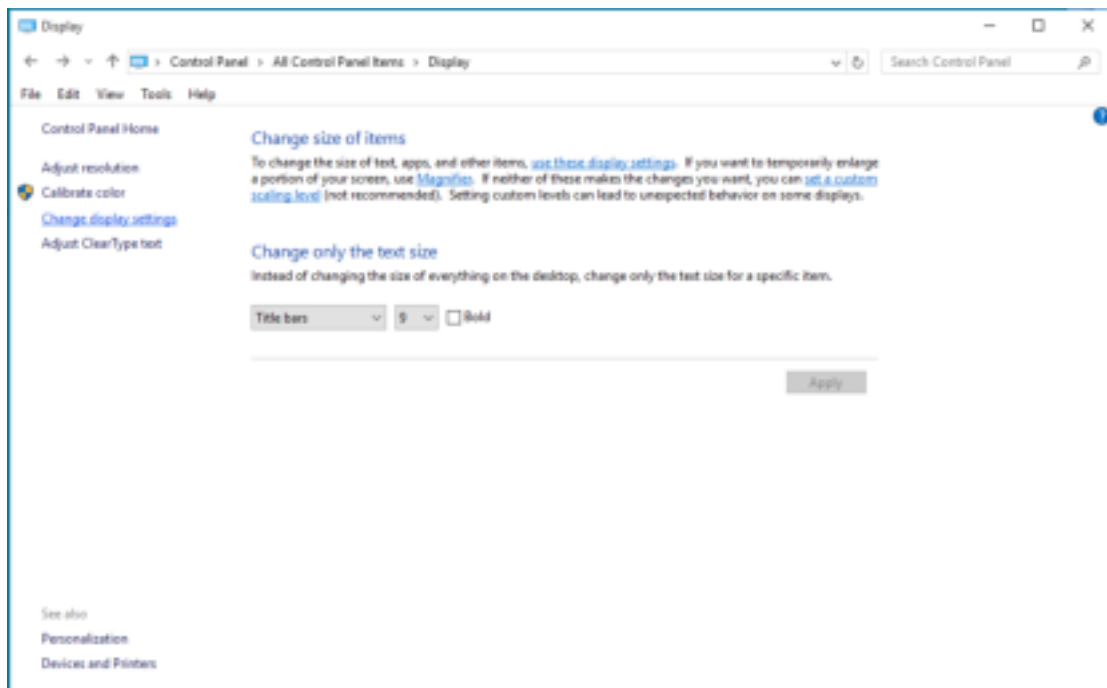 Display
Control Panel > All Control Panel Items > Display
Search Control Panel
File Edit View Tools Help
Control Panel Home
Adjust resolution
Calibrate color
Change display settings
Adjust ClearType text
Change size of items
To change the size of text, apps, and other items, use these display settings. If you want to temporarily enlarge
a portion of your screen, use Magnifier. If neither of these makes the changes you want, you can set a custom
scaling level (not recommended). Setting custom levels can lead to unexpected behavior on some displays.
Change only the text size
Instead of changing the size of everything on the desktop, change only the text size for a specific item.
Title bars 9 Bold
Apply
See also
Personalization
Devices and Printers